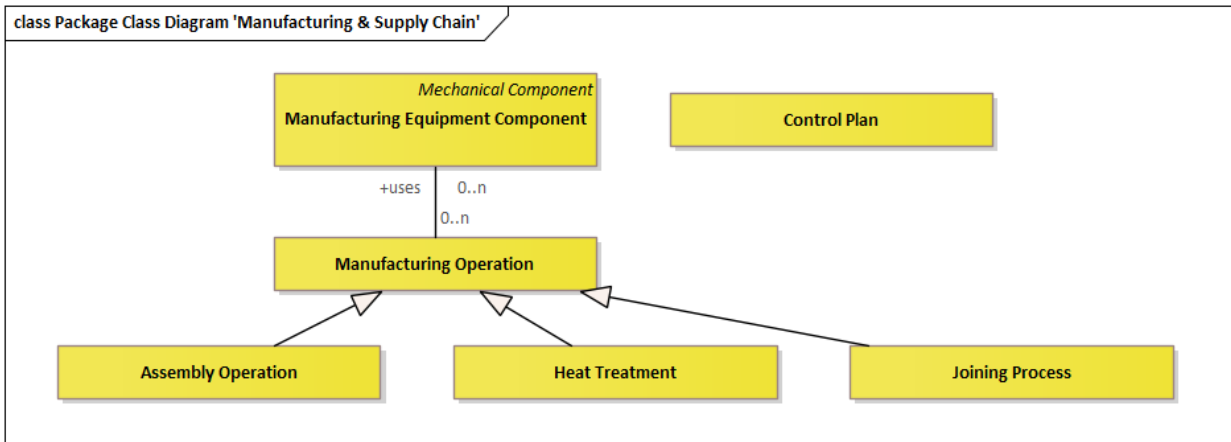 class Package Class Diagram 'Manufacturing & Supply Chain'
Mechanical Component
Manufacturing Equipment Component
Control Plan
+uses 0..n
0..n
Manufacturing Operation
Assembly Operation
Heat Treatment
Joining Process